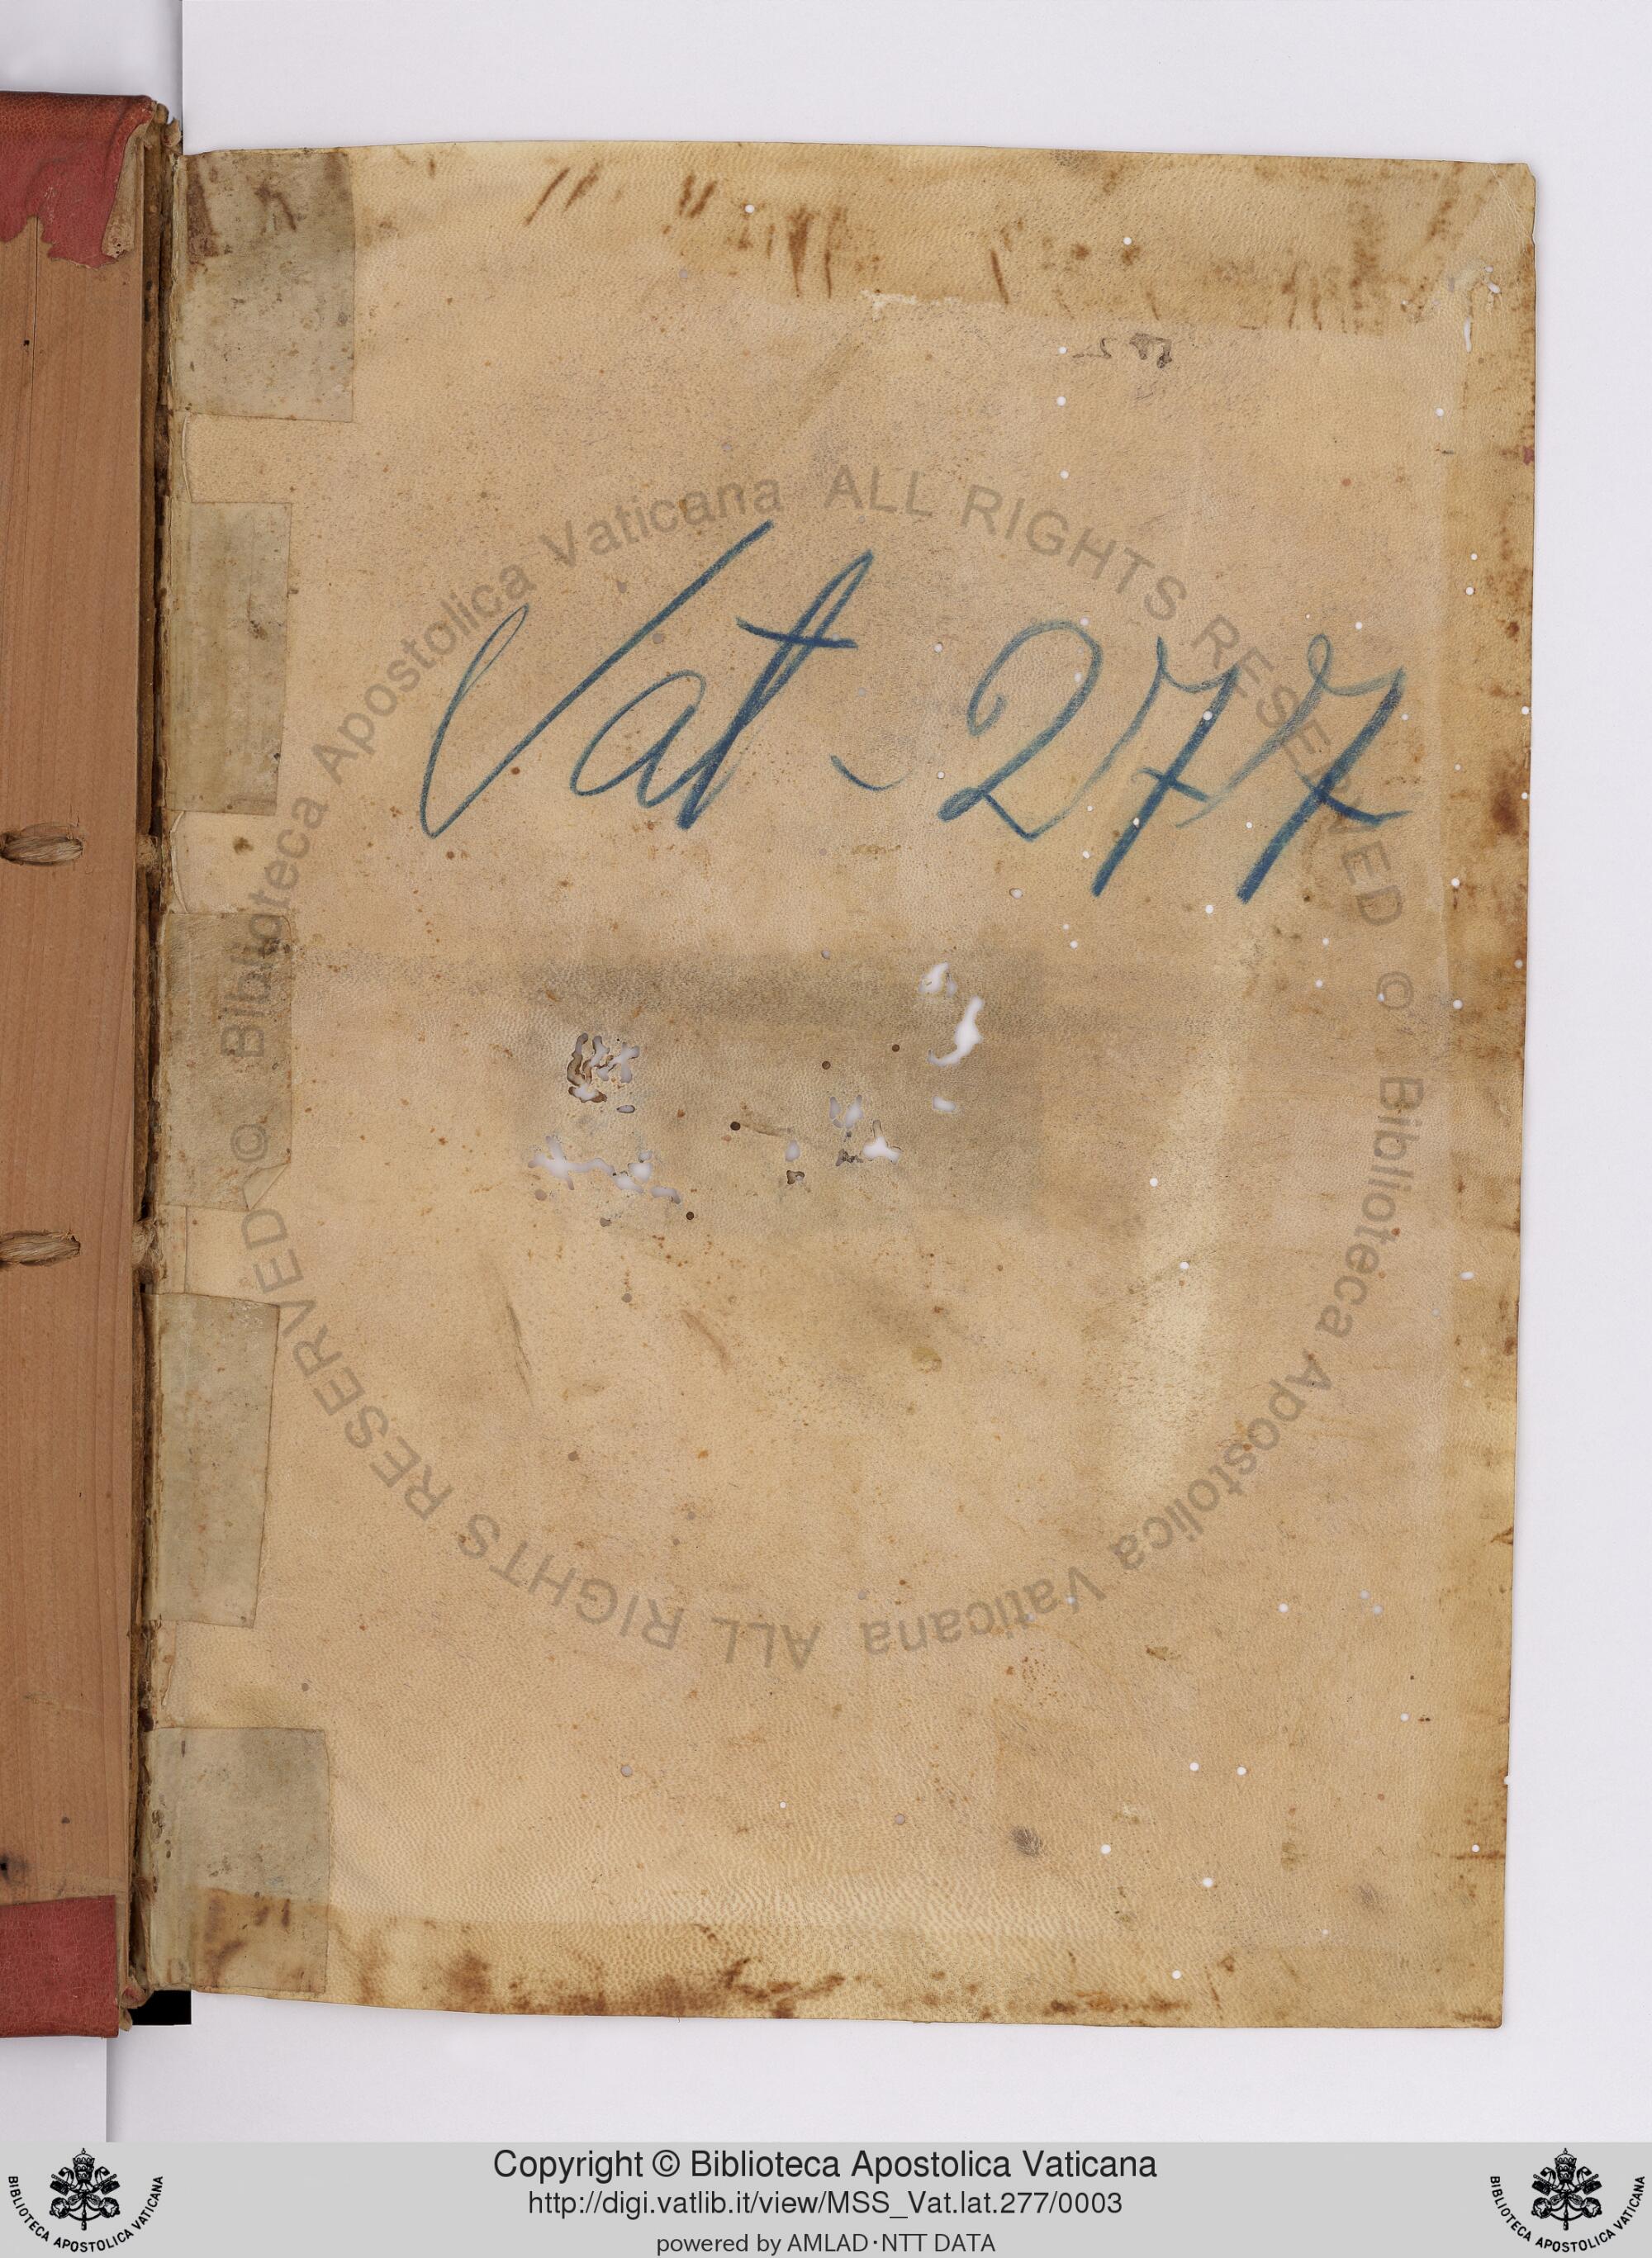 Vat - 277
© Biblioteca Apostolica Vaticana ALL RIGHTS RESERVED © Biblioteca Apostolica Vaticana ALL RIGHTS RESERVED
Copyright © Biblioteca Apostolica Vaticana
http://digi.vatlib.it/view/MSS_Vat.lat.277/0003
powered by AMLAD·NTT DATA
BIBLIOTECA APOSTOLICA VATICANA
BIBLIOTECA APOSTOLICA VATICANA